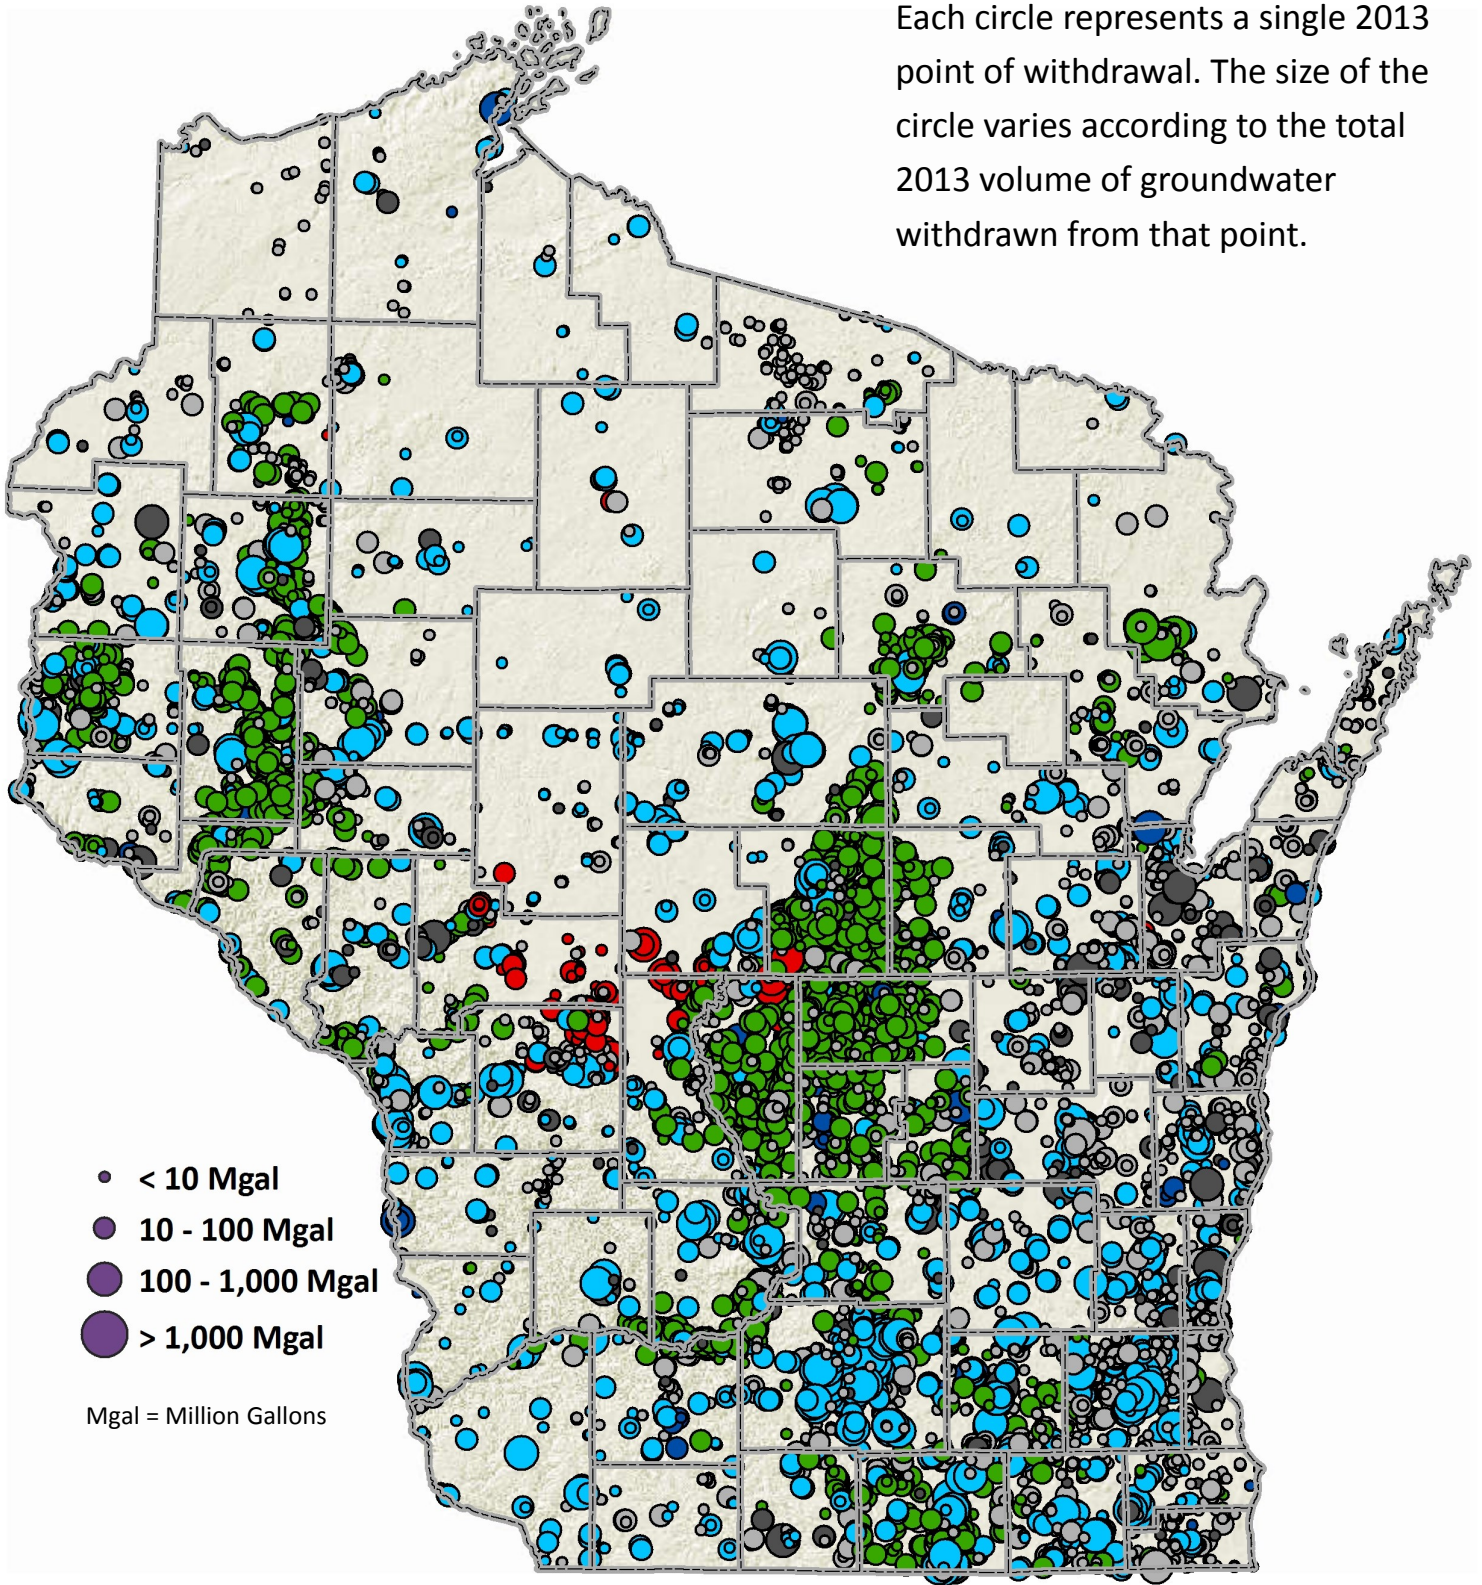 Each circle represents a single 2013
point of withdrawal. The size of the
circle varies according to the total
2013 volume of groundwater
withdrawn from that point.
< 10 Mgal
10 - 100 Mgal
100 - 1,000 Mgal
> 1,000 Mgal
Mgal = Million Gallons